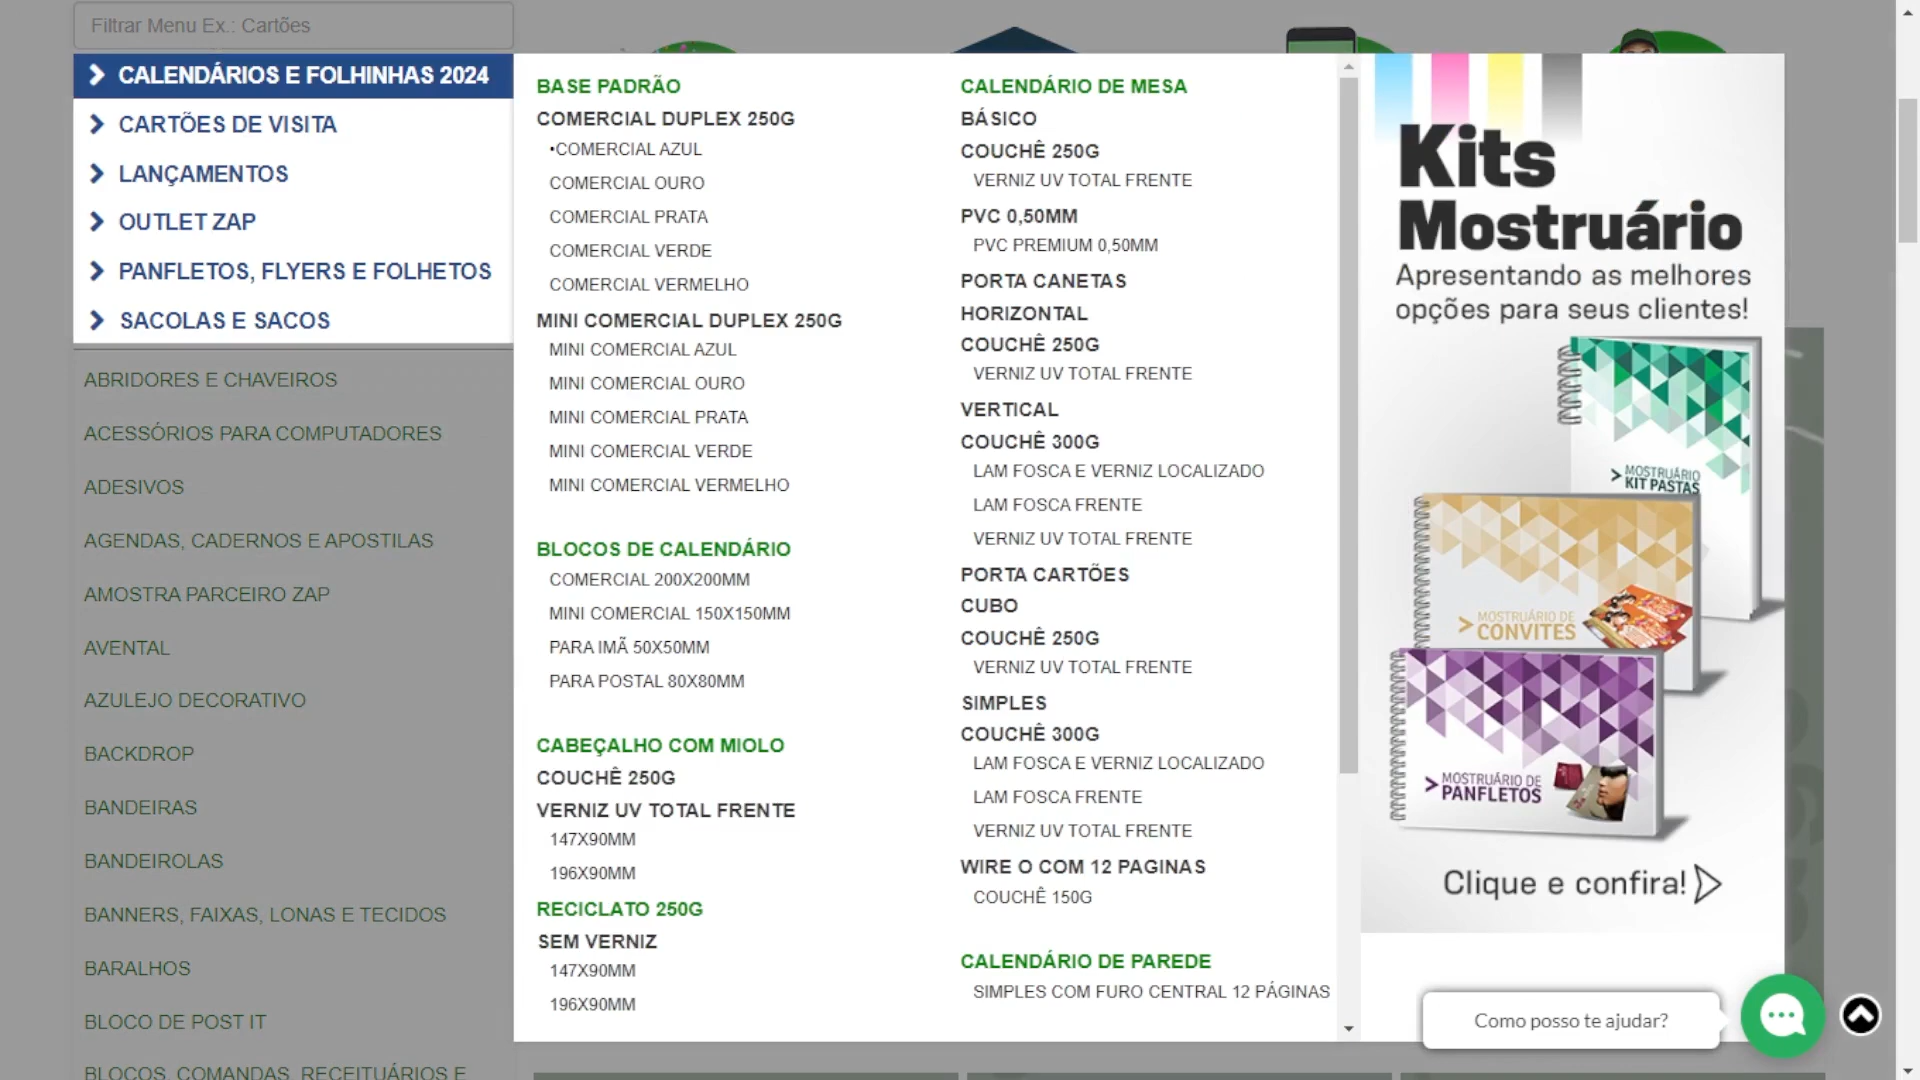 Filtrar Menu Ex.: Cartões
CALENDÁRIOS E FOLHINHAS 2024
CARTÕES DE VISITA
LANÇAMENTOS
OUTLET ZAP
PANFLETOS, FLYERS E FOLHETOS
SACOLAS E SACOS
ABRIDORES E CHAVEIROS
ACESSÓRIOS PARA COMPUTADORES
ADESIVOS
AGENDAS, CADERNOS E APOSTILAS
AMOSTRA PARCEIRO ZAP
AVENTAL
AZULEJO DECORATIVO
BACKDROP
BANDEIRAS
BANDEIROLAS
BANNERS, FAIXAS, LONAS E TECIDOS
BARALHOS
BLOCO DE POST IT
BLOCOS, COMANDAS, RECEITUÁRIOS E
BASE PADRÃO
COMERCIAL DUPLEX 250G
•COMERCIAL AZUL
COMERCIAL OURO
COMERCIAL PRATA
COMERCIAL VERDE
COMERCIAL VERMELHO
MINI COMERCIAL DUPLEX 250G
MINI COMERCIAL AZUL
MINI COMERCIAL OURO
MINI COMERCIAL PRATA
MINI COMERCIAL VERDE
MINI COMERCIAL VERMELHO
BLOCOS DE CALENDÁRIO
COMERCIAL 200X200MM
MINI COMERCIAL 150X150MM
PARA IMÃ 50X50MM
PARA POSTAL 80X80MM
CABEÇALHO COM MIOLO
COUCHÊ 250G
VERNIZ UV TOTAL FRENTE
147X90MM
196X90MM
RECICLATO 250G
SEM VERNIZ
147X90MM
196X90MM
CALENDÁRIO DE MESA
BÁSICO
COUCHÊ 250G
VERNIZ UV TOTAL FRENTE
PVC 0,50MM
PVC PREMIUM 0,50MM
PORTA CANETAS
HORIZONTAL
COUCHÊ 250G
VERNIZ UV TOTAL FRENTE
VERTICAL
COUCHÊ 300G
LAM FOSCA E VERNIZ LOCALIZADO
LAM FOSCA FRENTE
VERNIZ UV TOTAL FRENTE
PORTA CARTÕES
CUBO
COUCHÊ 250G
VERNIZ UV TOTAL FRENTE
SIMPLES
COUCHÊ 300G
LAM FOSCA E VERNIZ LOCALIZADO
LAM FOSCA FRENTE
VERNIZ UV TOTAL FRENTE
WIRE O COM 12 PAGINAS
COUCHÊ 150G
CALENDÁRIO DE PAREDE
SIMPLES COM FURO CENTRAL 12 PÁGINAS
Kits
Mostruário
Apresentando as melhores
opções para seus clientes!
MOSTRUÁRIO
KIT PASTAS
MOSTRUÁRIO DE
CONVITES
MOSTRUÁRIO DE
PANFLETOS
Clique e confira!
Como posso te ajudar?